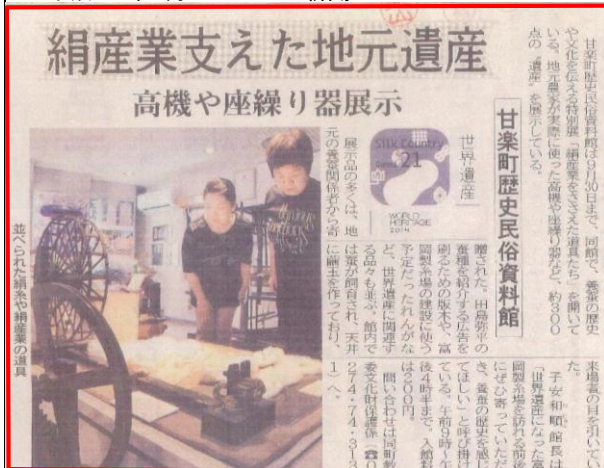 絹産業支えた地元遺産
高機や座繰り器展示
甘楽町歴史民俗資料館
甘楽町歴史民俗資料館は9月30日まで、同館で、養蚕の歴史
や文化を伝える特別展「絹産業をささえた道具たち」を開いて
いる。地元農家が実際に使った高機や座繰り器など、約300
点の“遺産”を展示している。
世界遺産
Silk Country
21
WORLD
HERITAGE
2014
展示品の多くは、地
元の養蚕関係者から寄
贈された。田島弥平の
蚕種を紹介する広告を
刷るための版木や、富
岡製糸場の建設に使う
予定だったれんがな
ど、世界遺産に関連す
る品々も並ぶ。館内で
は蚕が飼育され、天井
に繭玉を作っており、
来場者の目を引いてい
た。
子安和順館長は
「世界遺産になった富
岡製糸場を訪れる前
にぜひ寄っていただ
き、養蚕の歴史を感じ
てほしい」と呼び掛け
ている。午前9時~午
後4時半まで。入館料
は200円。
問い合わせは同町教
委文化財保護係(☎0
274・74・313
1)へ。
並べられた絹糸や絹産業の道具